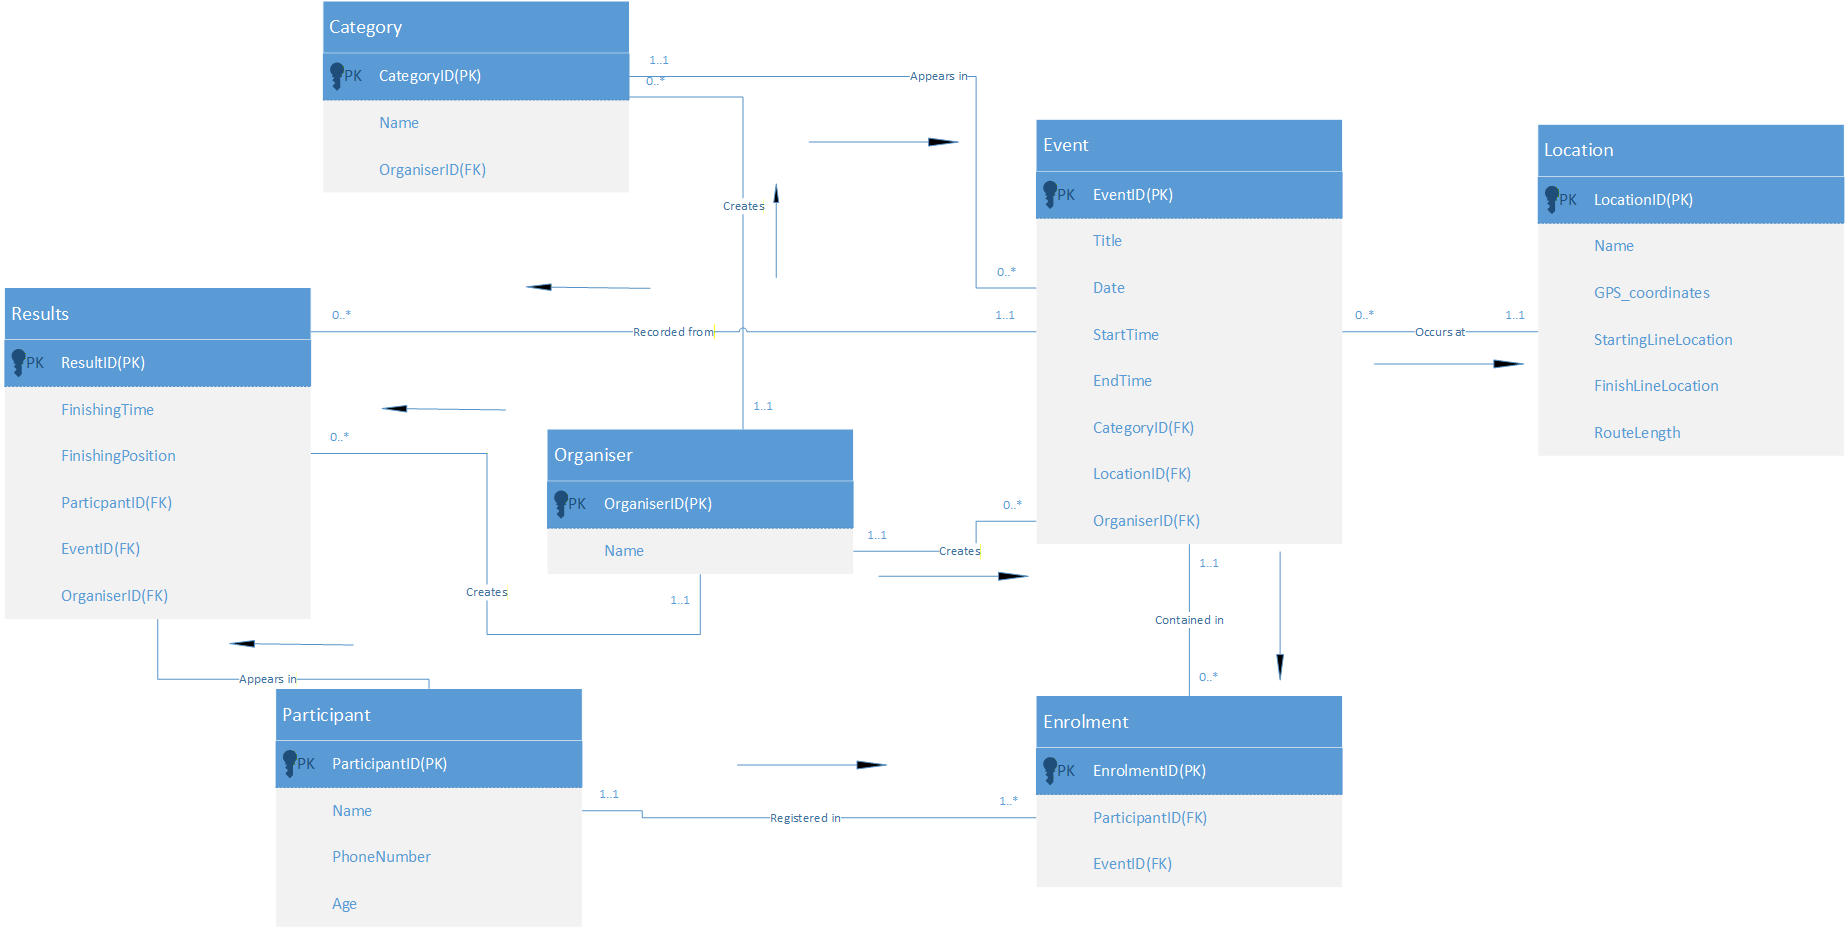 Category
PK CategoryID(PK)
Name
OrganiserID(FK)
1..1
0..*
Appears in
Creates
Event
PK EventID(PK)
Title
Date
StartTime
EndTime
CategoryID(FK)
LocationID(FK)
OrganiserID(FK)
0..*
1..1
0..*
Location
PK LocationID(PK)
Name
GPS_coordinates
StartingLineLocation
FinishLineLocation
RouteLength
0..*
Occurs at
1..1
Results
PK ResultID(PK)
FinishingTime
FinishingPosition
ParticpantID(FK)
EventID(FK)
OrganiserID(FK)
0..*
Recorded from
0..*
Creates
1..1
Organiser
PK OrganiserID(PK)
Name
1..1
Creates
1..1
1..1
Contained in
0..*
Appears in
Participant
PK ParticipantID(PK)
Name
PhoneNumber
Age
1..1
Registered in
1..*
Enrolment
PK EnrolmentID(PK)
ParticipantID(FK)
EventID(FK)